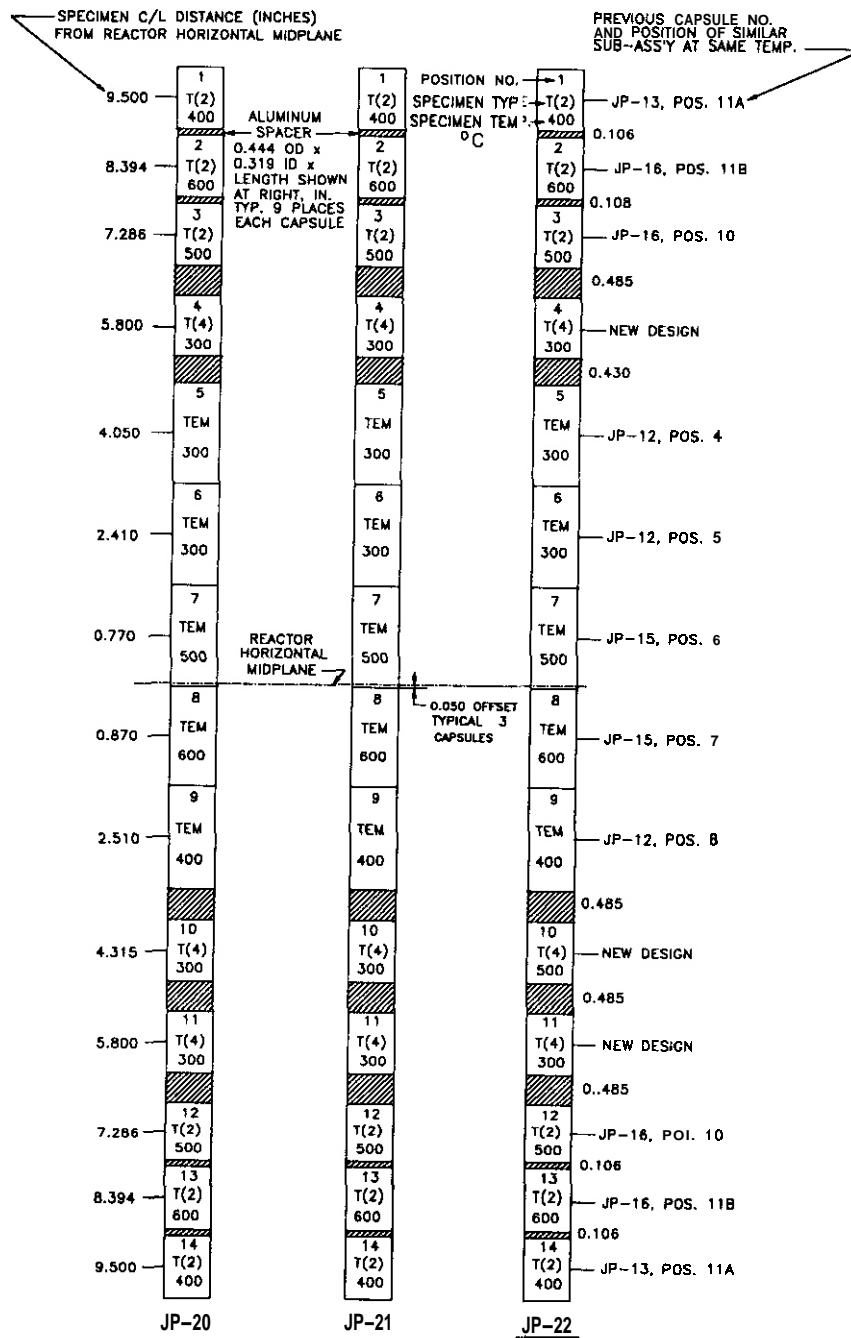 SPECIMEN C/L DISTANCE (INCHES)
FROM REACTOR HORIZONTAL MIDPLANE
PREVIOUS CAPSULE NO.
AND POSITION OF SIMILAR
SUB-ASS'Y AT SAME TEMP.
9.500
1
T(2)
400
1
T(2)
400
POSITION NO.
SPECIMEN TYPE
SPECIMEN TEMP.
°C
1
T(2)
400
JP-13, POS. 11A
ALUMINUM
SPACER
0.444 OD x
0.319 ID x
LENGTH SHOWN
AT RIGHT, IN.
TYP. 9 PLACES
EACH CAPSULE
0.106
8.394
2
T(2)
600
2
T(2)
600
2
T(2)
600
JP-16, POS. 11B
0.108
7.286
3
T(2)
500
3
T(2)
500
3
T(2)
500
JP-16, POS. 10
0.485
5.800
4
T(4)
300
4
T(4)
300
4
T(4)
300
NEW DESIGN
0.430
4.050
5
TEM
300
5
TEM
300
5
TEM
300
JP-12, POS. 4
2.410
6
TEM
300
6
TEM
300
6
TEM
300
JP-12, POS. 5
0.770
7
TEM
500
7
TEM
500
7
TEM
500
JP-15, POS. 6
REACTOR
HORIZONTAL
MIDPLANE
0.050 OFFSET
TYPICAL 3
CAPSULES
0.870
8
TEM
600
8
TEM
600
8
TEM
600
JP-15, POS. 7
2.510
9
TEM
400
9
TEM
400
9
TEM
400
JP-12, POS. 8
0.485
4.315
10
T(4)
300
10
T(4)
300
10
T(4)
500
NEW DESIGN
0.485
5.800
11
T(4)
300
11
T(4)
300
11
T(4)
300
NEW DESIGN
0..485
7.286
12
T(2)
500
12
T(2)
500
12
T(2)
500
JP-16, POI. 10
0.106
8.394
13
T(2)
600
13
T(2)
600
13
T(2)
600
JP-16, POS. 11B
0.106
9.500
14
T(2)
400
14
T(2)
400
14
T(2)
400
JP-13, POS. 11A
JP-20
JP-21
JP-22